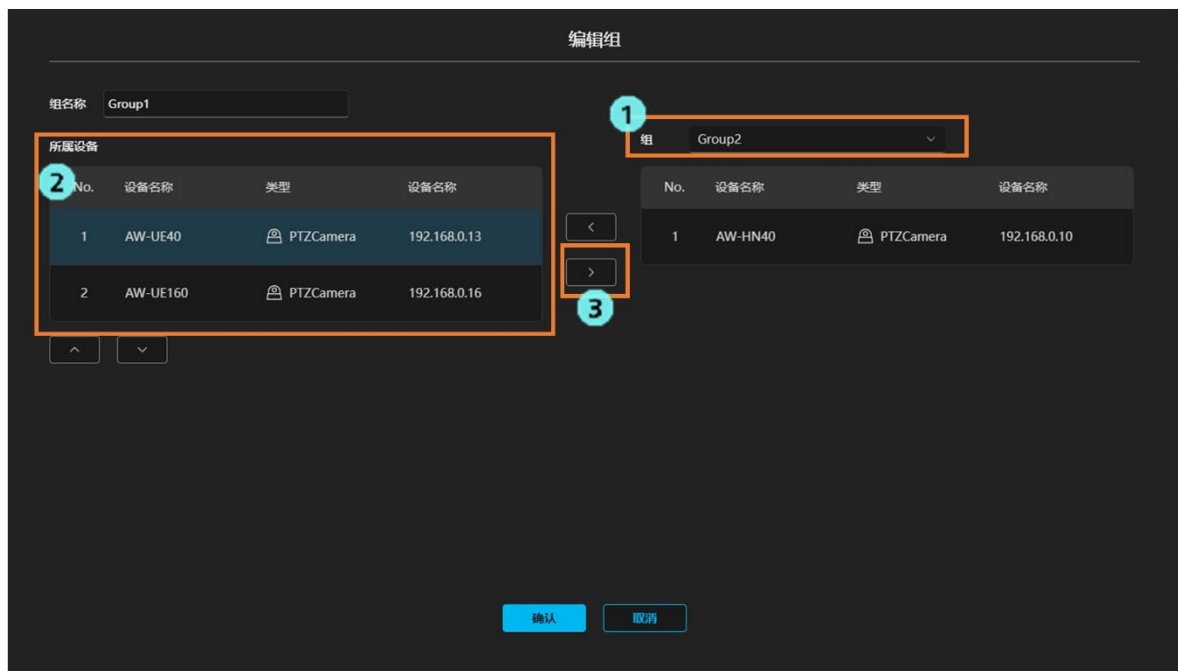 编辑组
组名称 Group1
1
组 Group2
所属设备
2
No. 设备名称 类型 设备名称
1 AW-UE40 PTZCamera 192.168.0.13
2 AW-UE160 PTZCamera 192.168.0.16
No. 设备名称 类型 设备名称
1 AW-HN40 PTZCamera 192.168.0.10
<
>
3
确认 取消